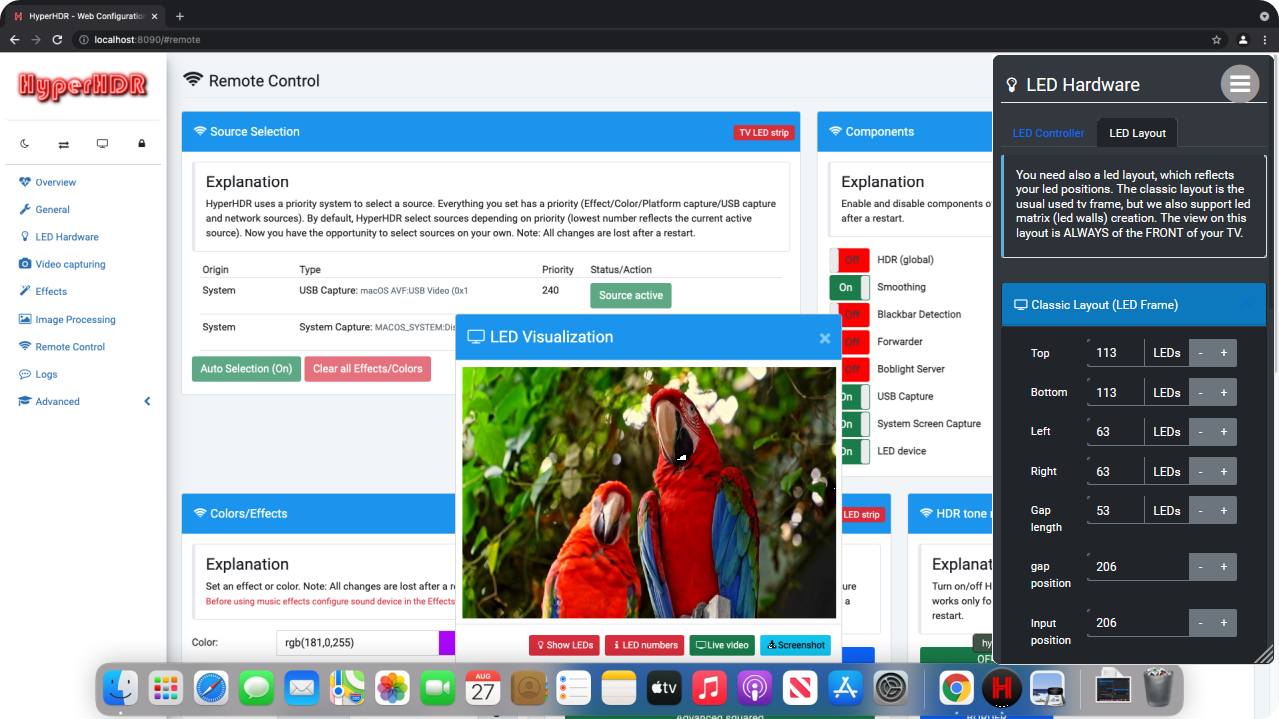 HyperHDR - Web Configuration
localhost:8090/#remote
HyperHDR
Overview
General
LED Hardware
Video capturing
Effects
Image Processing
Remote Control
Logs
Advanced
Remote Control
Source Selection
TV LED strip
Explanation
HyperHDR uses a priority system to select a source. Everything you set has a priority (Effect/Color/Platform capture/USB capture
and network sources). By default, HyperHDR select sources depending on priority (lowest number reflects the current active
source). Now you have the opportunity to select sources on your own. Note: All changes are lost after a restart.
Origin Type Priority Status/Action
System USB Capture: macOS AVF:USB Video (0x1 240 Source active
System System Capture: MACOS_SYSTEM:Dis
Auto Selection (On) Clear all Effects/Colors
Components
Explanation
Enable and disable components o
after a restart.
Off HDR (global)
On Smoothing
Off Blackbar Detection
Off Forwarder
Off Boblight Server
On USB Capture
On System Screen Capture
On LED device
Colors/Effects
Explanation
Set an effect or color. Note: All changes are lost after a re
Before using music effects configure sound device in the Effects
Color: rgb(181,0,255)
LED Visualization
×
Show LEDs LED numbers Live video Screenshot
LED strip
ure
a
HDR tone m
Explanat
Turn on/off H
works only fo
restart.
hy
OF
Advanced squared
BORDER
LED Hardware
LED Controller LED Layout
You need also a led layout, which reflects
your led positions. The classic layout is the
usual used tv frame, but we also support led
matrix (led walls) creation. The view on this
layout is ALWAYS of the FRONT of your TV.
Classic Layout (LED Frame)
Top 113 LEDs - +
Bottom 113 LEDs - +
Left 63 LEDs - +
Right 63 LEDs - +
Gap
length 53 LEDs - +
gap
position 206 - +
Input
position 206 - +
AUG
27
tv